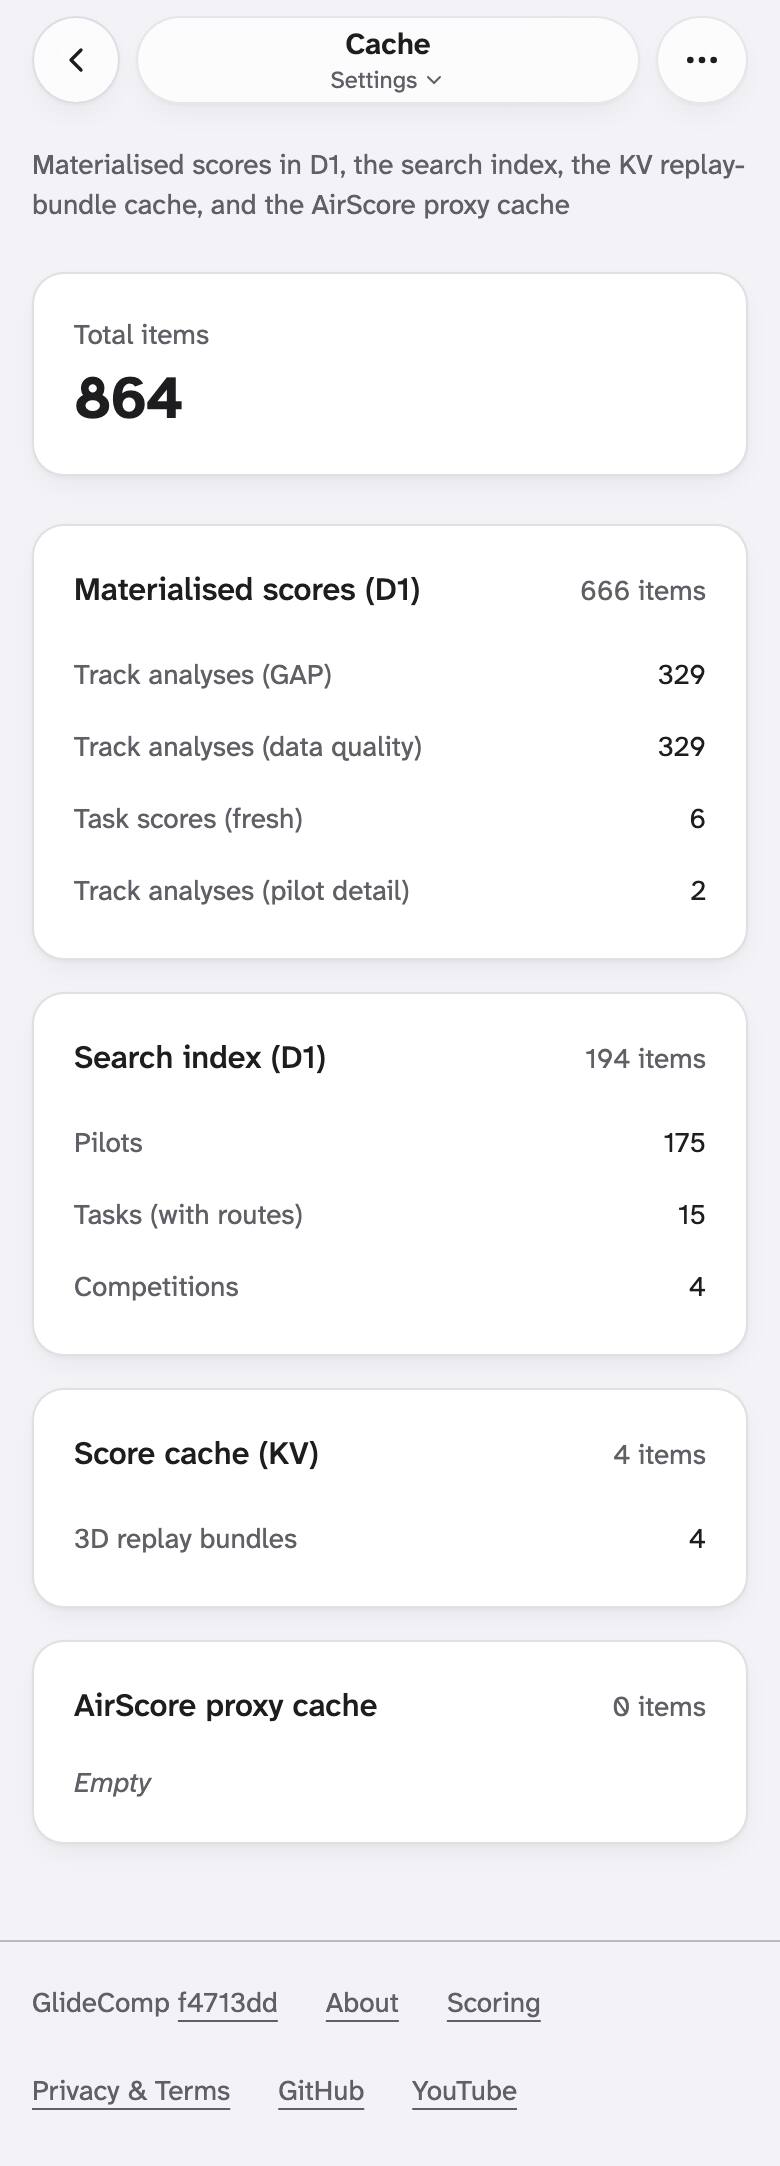 Cache
Settings
Materialised scores in D1, the search index, the KV replay-
bundle cache, and the AirScore proxy cache
Total items
864
Materialised scores (D1) 666 items
Track analyses (GAP) 329
Track analyses (data quality) 329
Task scores (fresh) 6
Track analyses (pilot detail) 2
Search index (D1) 194 items
Pilots 175
Tasks (with routes) 15
Competitions 4
Score cache (KV) 4 items
3D replay bundles 4
AirScore proxy cache 0 items
Empty
GlideComp f4713dd About Scoring
Privacy & Terms GitHub YouTube